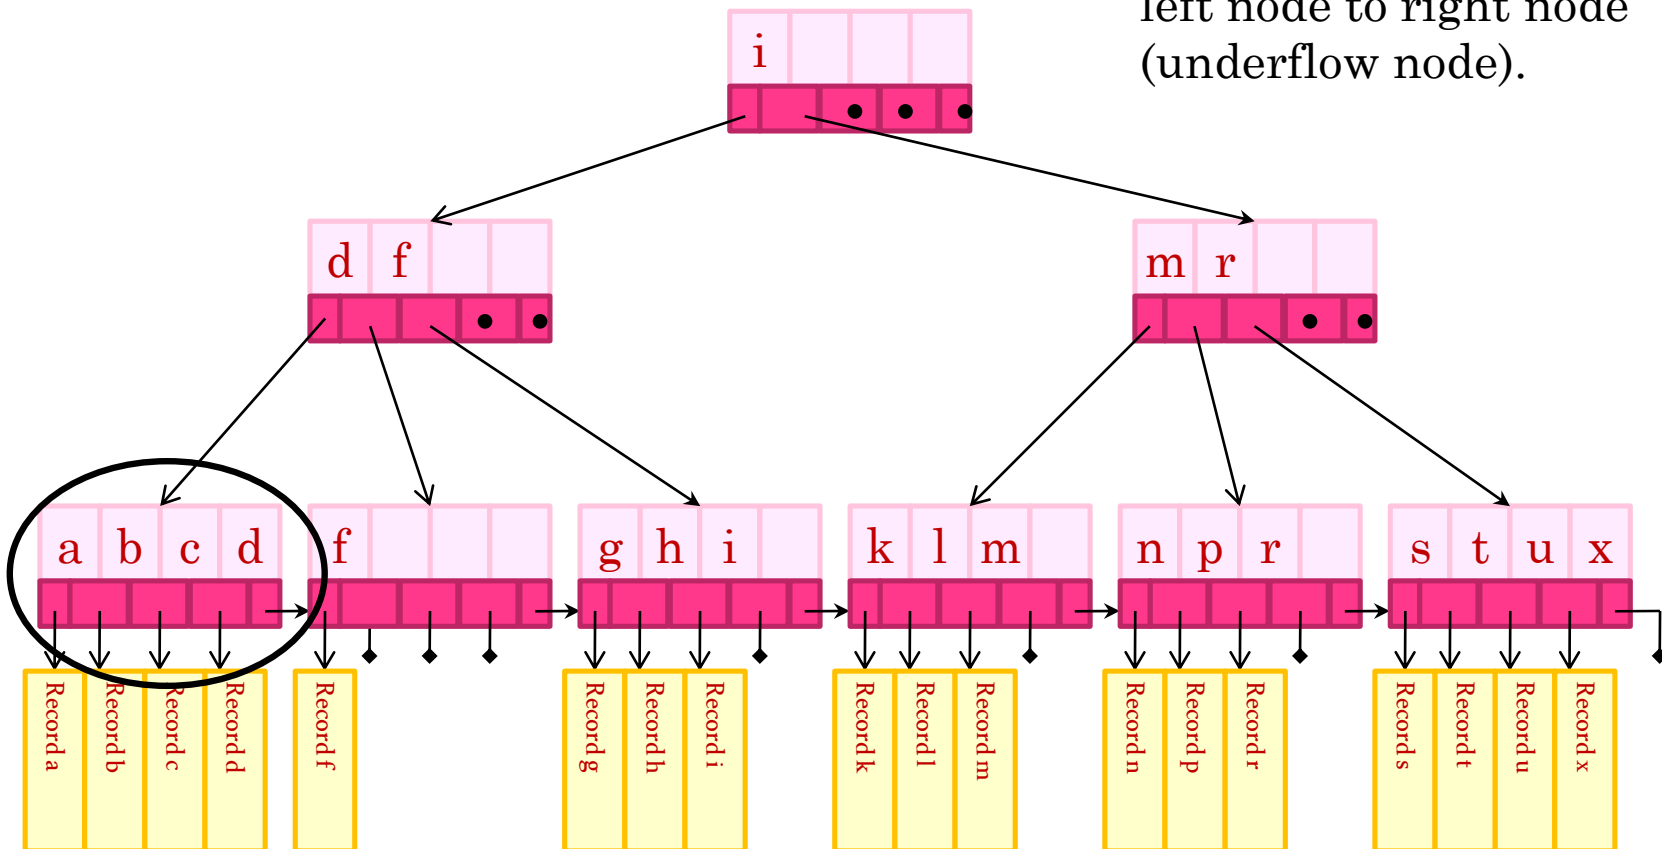 left node to right node
(underflow node).
i
d f
m r
a b c d
f
g h i
k l m
n p r
s t u x
Record a
Record b
Record c
Record d
Record f
Record g
Record h
Record i
Record k
Record l
Record m
Record n
Record p
Record r
Record s
Record t
Record u
Record x